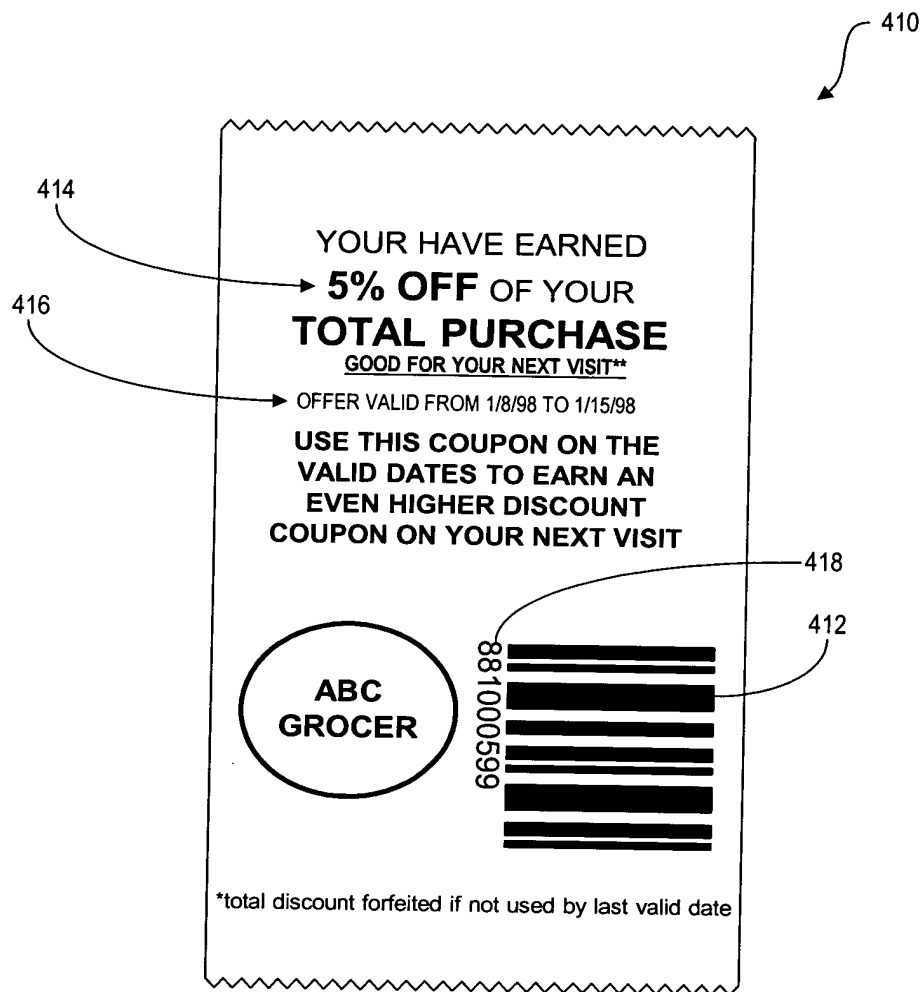 410
414
YOUR HAVE EARNED
5% OFF OF YOUR
416
TOTAL PURCHASE
GOOD FOR YOUR NEXT VISIT**
OFFER VALID FROM 1/8/98 TO 1/15/98
USE THIS COUPON ON THE
VALID DATES TO EARN AN
EVEN HIGHER DISCOUNT
COUPON ON YOUR NEXT VISIT
418
412
ABC
GROCER
881000599
*total discount forfeited if not used by last valid date